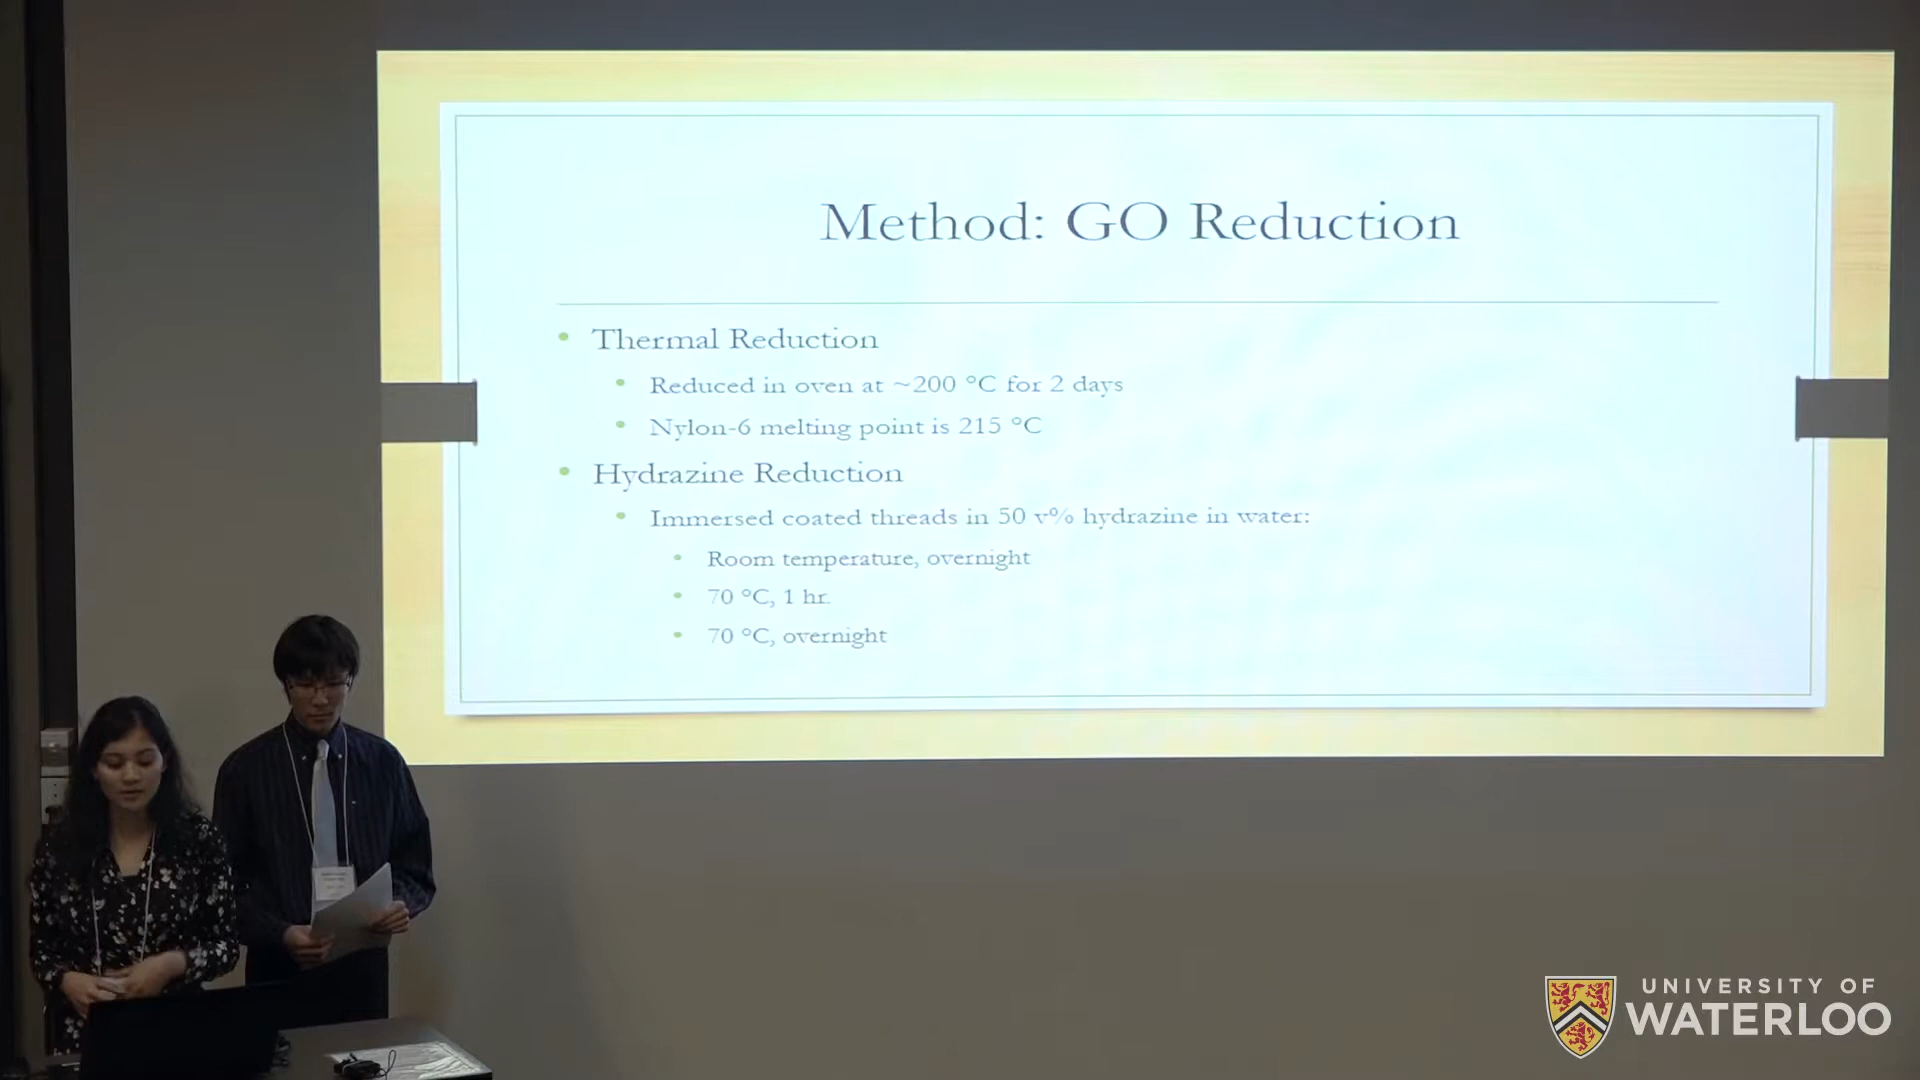 Method: GO Reduction
• Thermal Reduction
• Reduced in oven at ~200 °C for 2 days
• Nylon-6 melting point is 215 °C
• Hydrazine Reduction
• Immersed coated threads in 50 v% hydrazine in water:
• Room temperature, overnight
• 70 °C, 1 hr.
• 70 °C, overnight
UNIVERSITY OF
WATERLOO